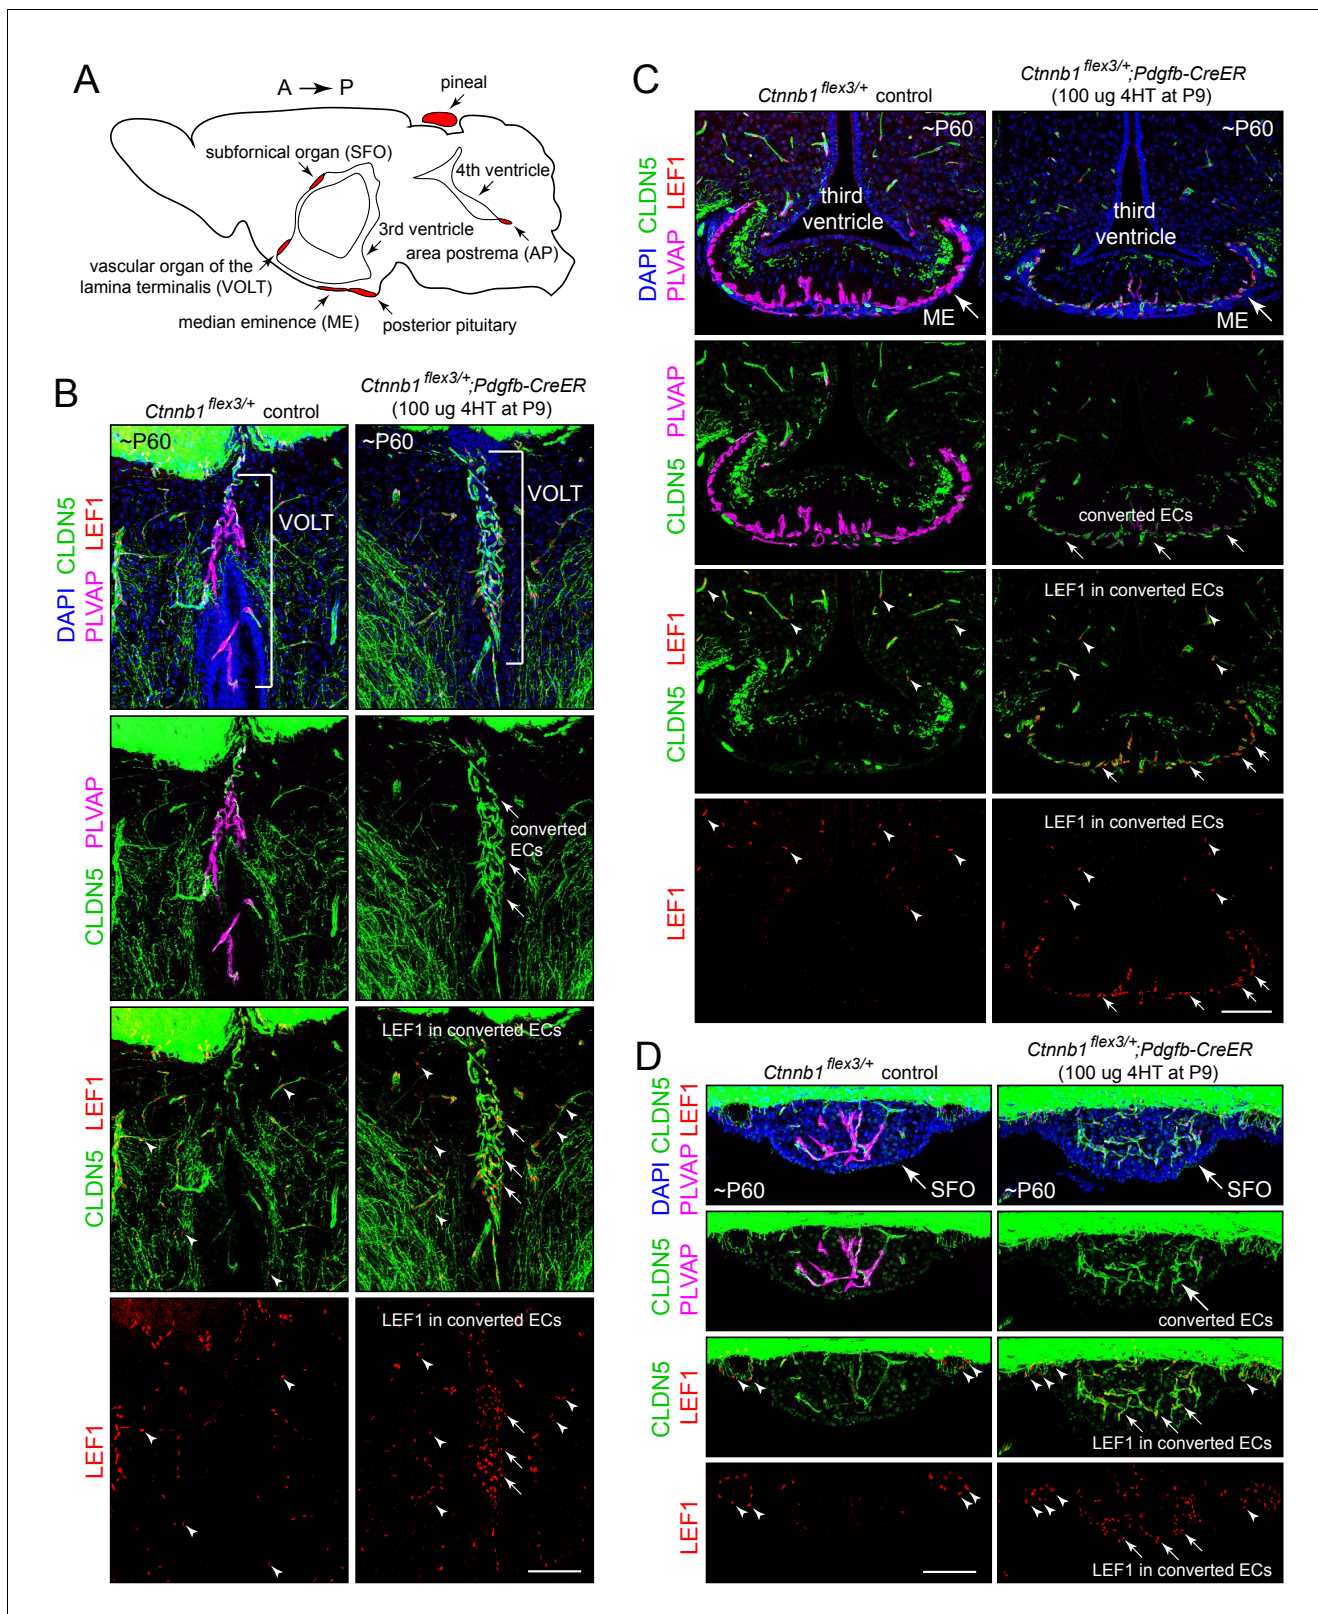 A
A → P
pineal
subfornical organ (SFO)
4th ventricle
3rd ventricle
area postrema (AP)
vascular organ of the
lamina terminalis (VOLT)
median eminence (ME)
posterior pituitary
B
Ctnnb1 flex3/+ control
Ctnnb1 flex3/+;Pdgfb-CreER
(100 ug 4HT at P9)
DAPI CLDN5
PLVAP LEF1
~P60
VOLT
~P60
VOLT
CLDN5 PLVAP
converted
ECs
CLDN5 LEF1
LEF1 in converted ECs
LEF1
LEF1 in converted ECs
C
Ctnnb1 flex3/+ control
Ctnnb1 flex3/+;Pdgfb-CreER
(100 ug 4HT at P9)
DAPI CLDN5
PLVAP LEF1
~P60
third
ventricle
ME
~P60
third
ventricle
ME
CLDN5 PLVAP
converted ECs
CLDN5 LEF1
LEF1 in converted ECs
LEF1
LEF1 in converted ECs
D
Ctnnb1 flex3/+ control
Ctnnb1 flex3/+;Pdgfb-CreER
(100 ug 4HT at P9)
DAPI CLDN5
PLVAP LEF1
~P60
SFO
~P60
SFO
CLDN5
PLVAP
converted ECs
CLDN5
LEF1
LEF1 in converted ECs
LEF1
LEF1 in converted ECs